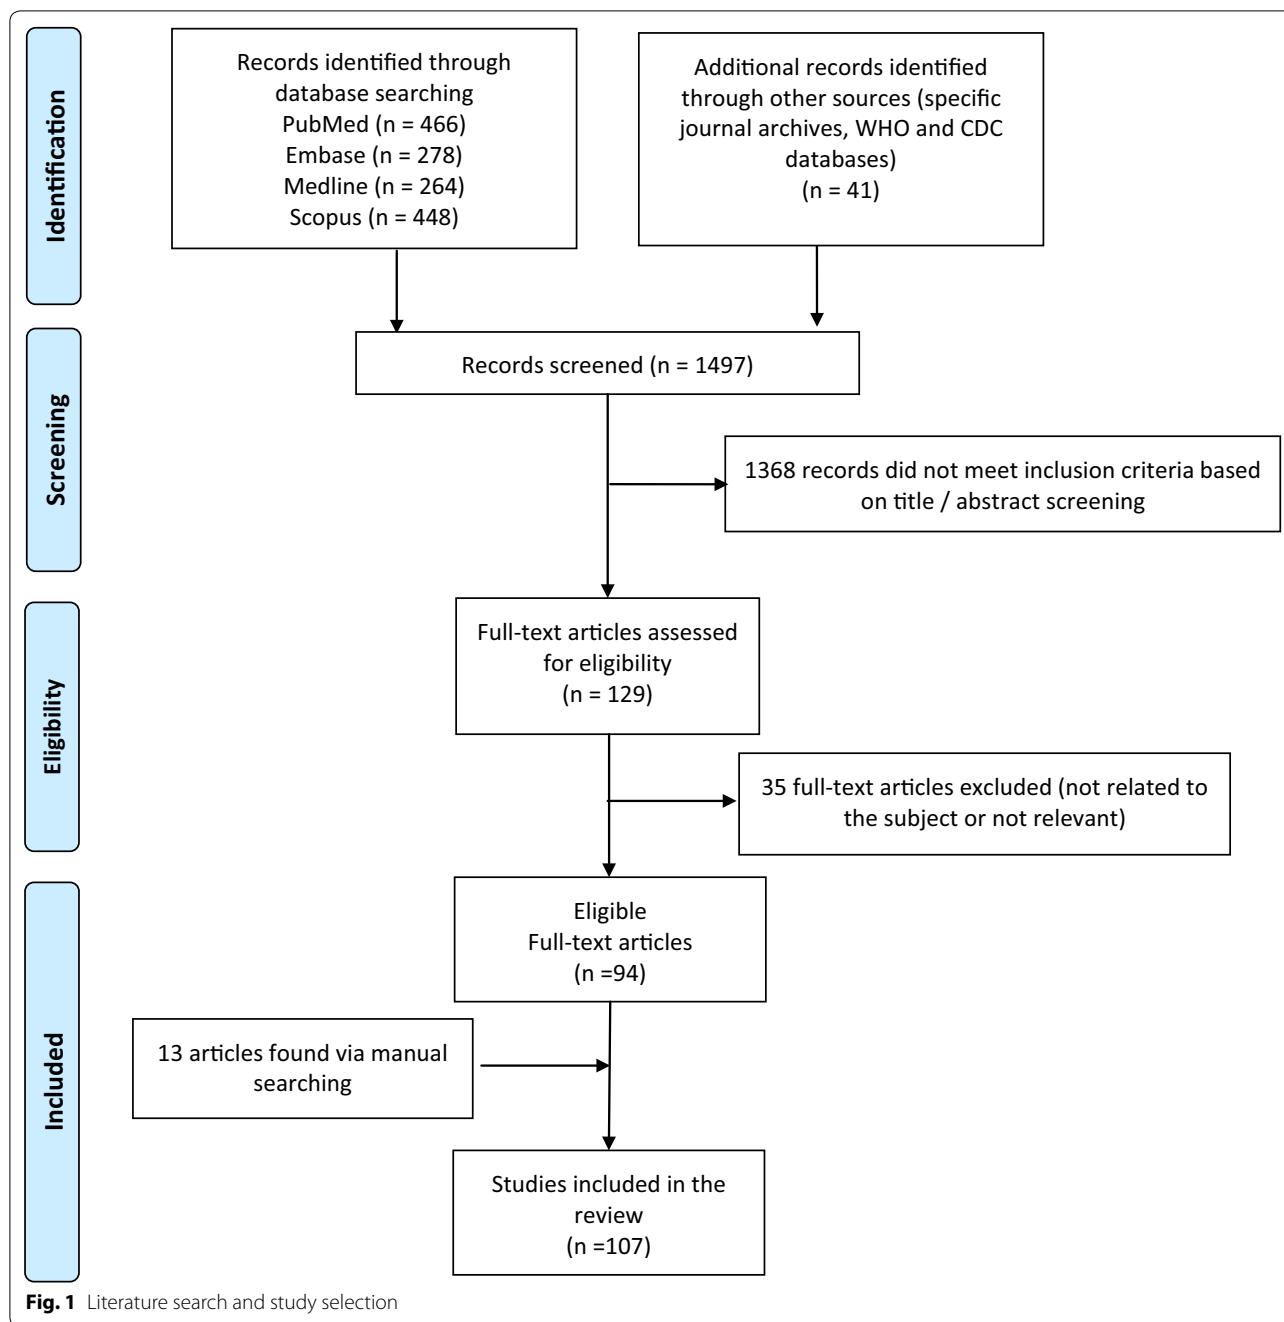 Identification
Records identified through
database searching
PubMed (n = 466)
Embase (n = 278)
Medline (n = 264)
Scopus (n = 448)
Additional records identified
through other sources (specific
journal archives, WHO and CDC
databases)
(n = 41)
Screening
Records screened (n = 1497)
1368 records did not meet inclusion criteria based
on title / abstract screening
Eligibility
Full-text articles assessed
for eligibility
(n = 129)
35 full-text articles excluded (not related to
the subject or not relevant)
Included
Eligible
Full-text articles
(n =94)
13 articles found via manual
searching
Studies included in the
review
(n =107)
Fig. 1 Literature search and study selection